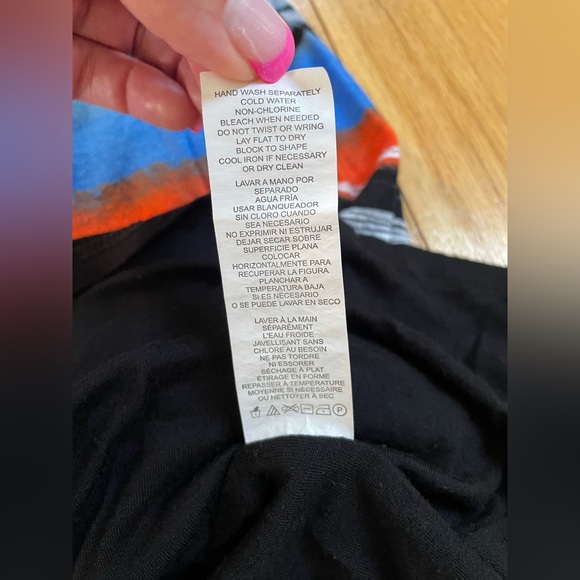 HAND WASH SEPARATELY
COLD WATER
NON-CHLORINE
BLEACH WHEN NEEDED
DO NOT TWIST OR WRING
LAY FLAT TO DRY
BLOCK TO SHAPE
COOL IRON IF NECESSARY
OR DRY CLEAN
LAVAR A MANO POR
SEPARADO
AGUA FRÍA
USAR BLANQUEADOR
SIN CLORO CUANDO
SEA NECESARIO
NO EXPRIMIR NI ESTRUJAR
DEJAR SECAR SOBRE
SUPERFICIE PLANA
COLOCAR
HORIZONTALMENTE PARA
RECUPERAR LA FIGURA
PLANCHAR A
TEMPERATURA BAJA
SI ES NECESARIO
O SE PUEDE LAVAR EN SECO
LAVER À LA MAIN
SÉPARÉMENT
L'EAU FROIDE
JAVELLISANT SANS
CHLORE AU BESOIN
NE PAS TORDRE
NI ESSORER
SÉCHAGE À PLAT
ÉTIRAGE EN FORME
REPASSER À TEMPÉRATURE
MOYENNE SI NÉCESSAIRE
OU NETTOYER À SEC
P